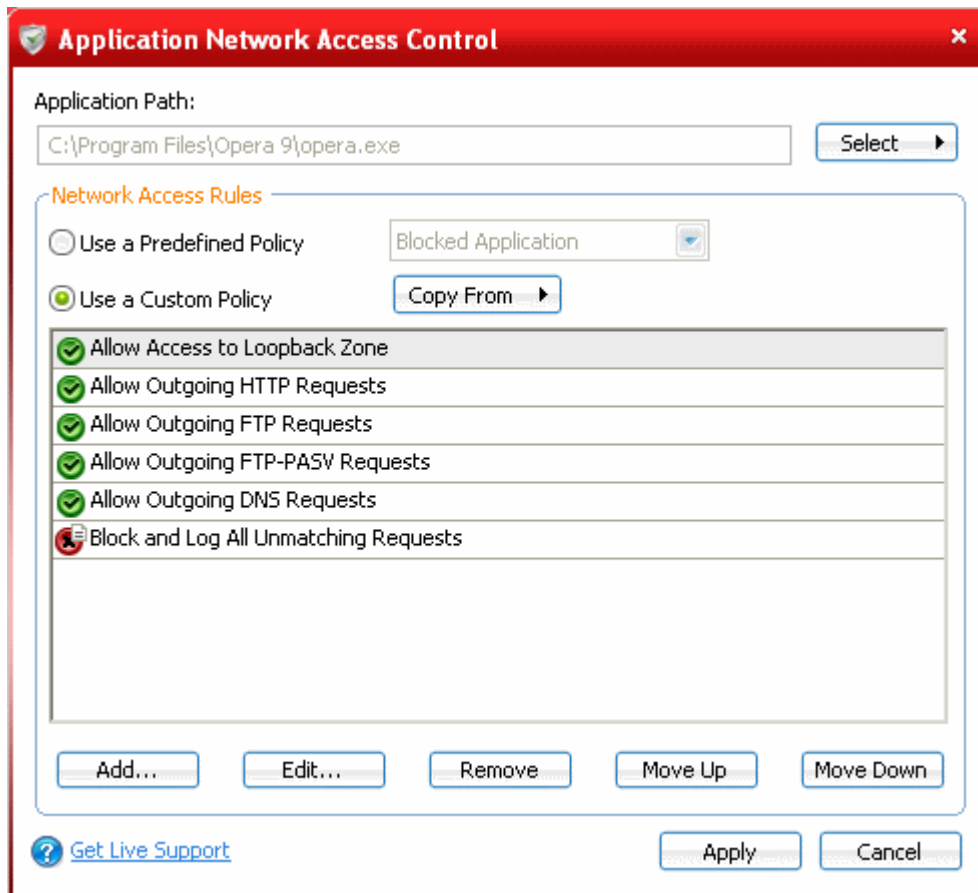 Application Network Access Control
Application Path:
C:\Program Files\Opera 9\opera.exe
Select
Network Access Rules
Use a Predefined Policy
Blocked Application
Use a Custom Policy
Copy From
Allow Access to Loopback Zone
Allow Outgoing HTTP Requests
Allow Outgoing FTP Requests
Allow Outgoing FTP-PASV Requests
Allow Outgoing DNS Requests
Block and Log All Unmatching Requests
Add...
Edit...
Remove
Move Up
Move Down
Get Live Support
Apply
Cancel